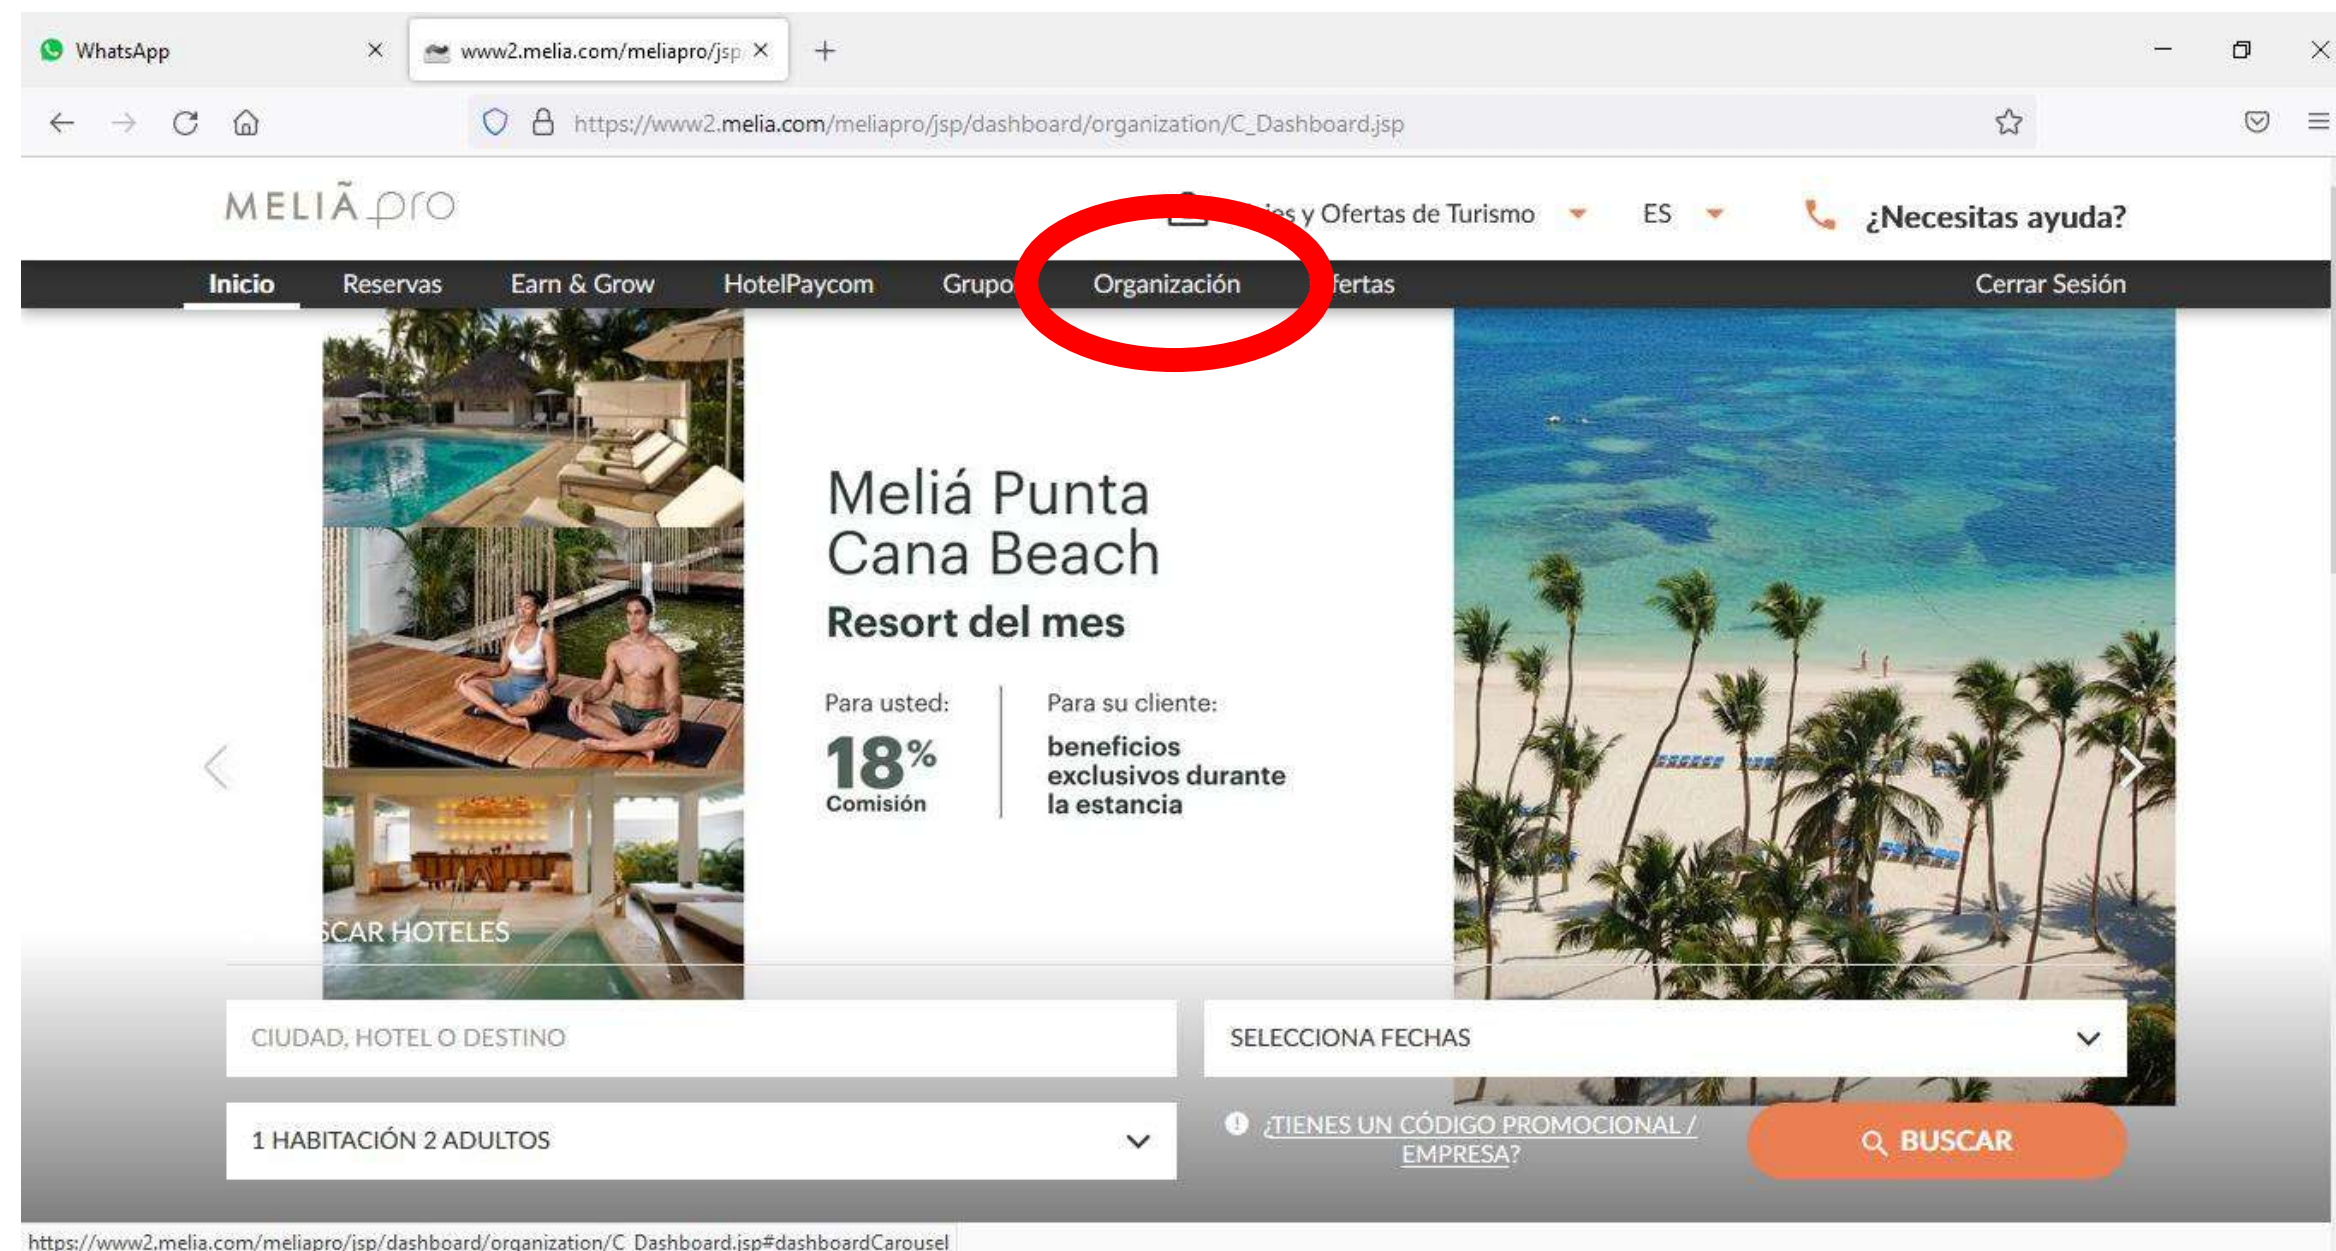 WhatsApp
www2.melia.com/meliapro/jsp
https://www2.melia.com/meliapro/jsp/dashboard/organization/C_Dashboard.jsp
MELIÃ pro
y Ofertas de Turismo
ES
¿Necesitas ayuda?
Inicio Reservas Earn & Grow HotelPaycom Grupo Organización fertas Cerrar Sesión
Meliá Punta
Cana Beach
Resort del mes
Para usted:
18%
Comisión
Para su cliente:
beneficios
exclusivos durante
la estancia
SCAR HOTELES
CIUDAD, HOTEL O DESTINO
SELECCIONA FECHAS
1 HABITACIÓN 2 ADULTOS
¿TIENES UN CÓDIGO PROMOCIONAL /
EMPRESA?
BUSCAR
https://www2.melia.com/meliapro/jsp/dashboard/organization/C_Dashboard.jsp#dashboardCarousel